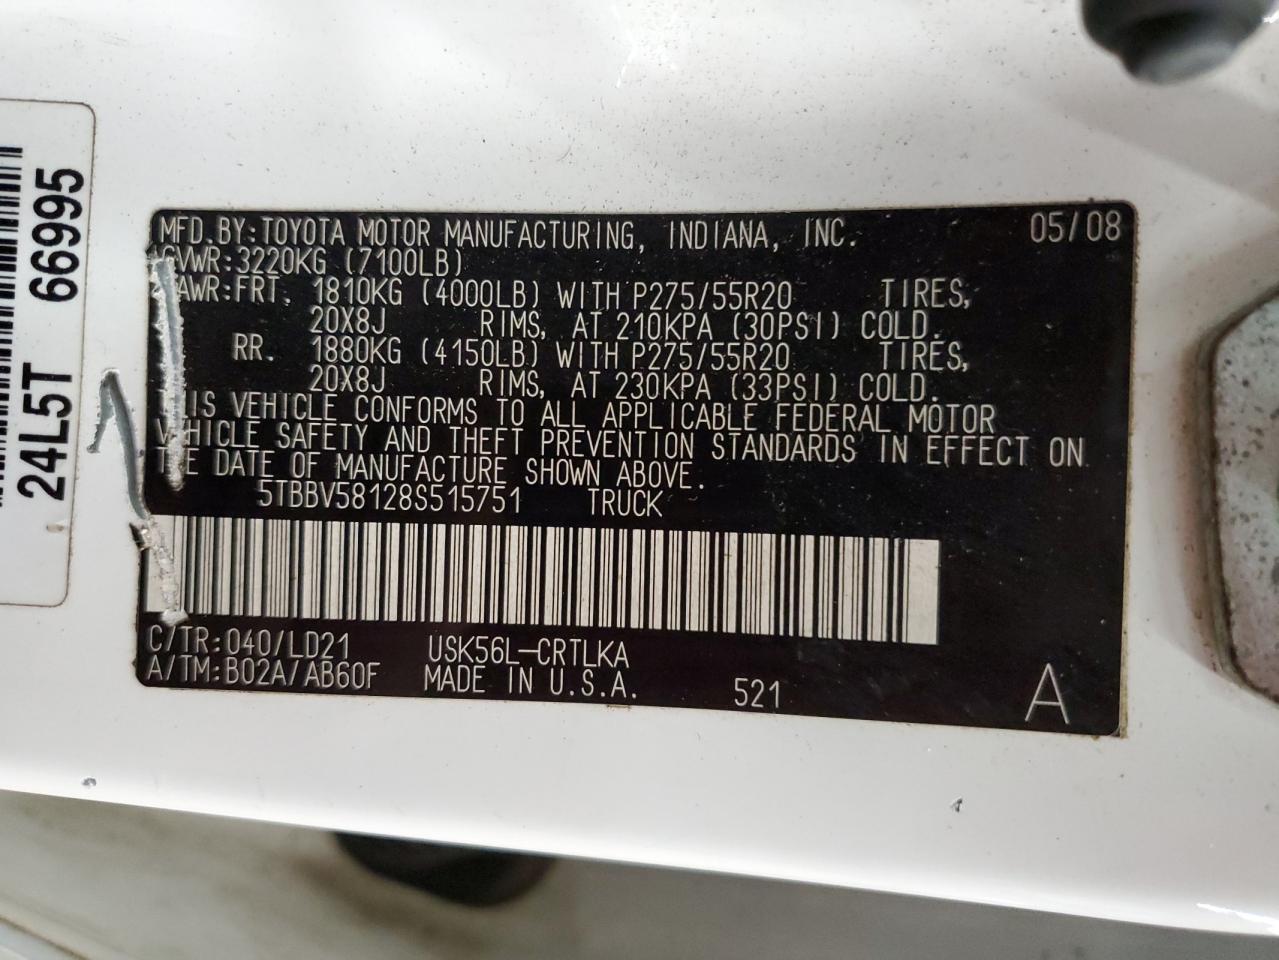 MFD.BY:TOYOTA MOTOR MANUFACTURING, INDIANA, INC. 05/08
GVWR:3220KG (7100LB)
GAWR:FRT. 1810KG (4000LB) WITH P275/55R20 TIRES,
20X8J RIMS, AT 210KPA (30PSI) COLD.
RR. 1880KG (4150LB) WITH P275/55R20 TIRES,
20X8J RIMS, AT 230KPA (33PSI) COLD.
THIS VEHICLE CONFORMS TO ALL APPLICABLE FEDERAL MOTOR
VEHICLE SAFETY AND THEFT PREVENTION STANDARDS IN EFFECT ON
THE DATE OF MANUFACTURE SHOWN ABOVE.
5TBBV58128S515751 TRUCK
C/TR:040/LD21 USK56L-CRTLKA
A/TM:B02A/AB60F MADE IN U.S.A. 521 A
24L5T 66995